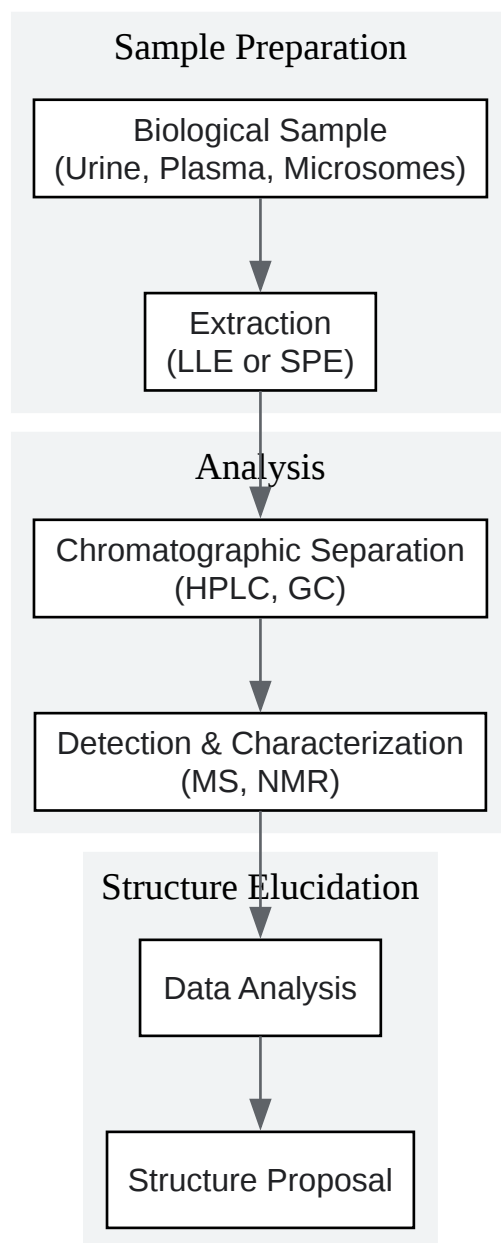 Sample Preparation
Biological Sample
(Urine, Plasma, Microsomes)
Extraction
(LLE or SPE)
Analysis
Chromatographic Separation
(HPLC, GC)
Detection & Characterization
(MS, NMR)
Structure Elucidation
Data Analysis
Structure Proposal